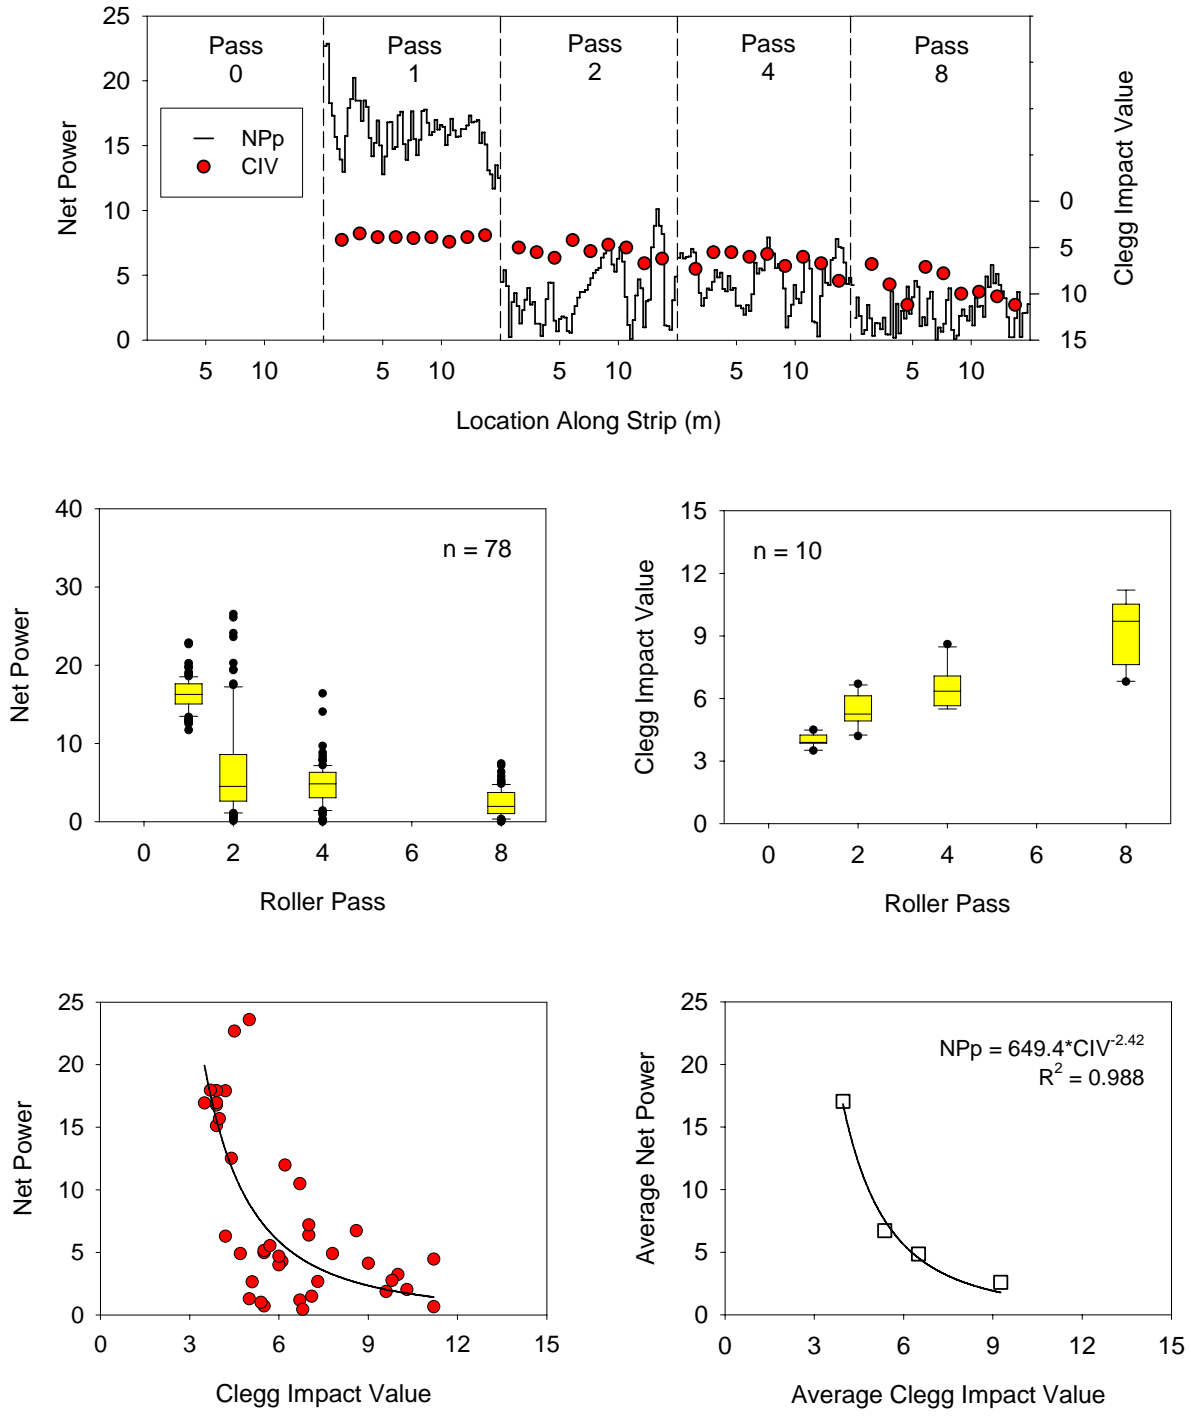 25
20
15
10
5
0
Net Power
Pass
0
Pass
1
Pass
2
Pass
4
Pass
8
NPp
CIV
0
5
10
15
Clegg Impact Value
5 10 5 10 5 10 5 10 5 10
Location Along Strip (m)
40
30
20
10
0
Net Power
n = 78
0 2 4 6 8
Roller Pass
15
12
9
6
3
0
Clegg Impact Value
n = 10
0 2 4 6 8
Roller Pass
25
20
15
10
5
0
Net Power
0 3 6 9 12 15
Clegg Impact Value
25
20
15
10
5
0
Average Net Power
NPp = 649.4*CIV^-2.42
R^2 = 0.988
0 3 6 9 12 15
Average Clegg Impact Value